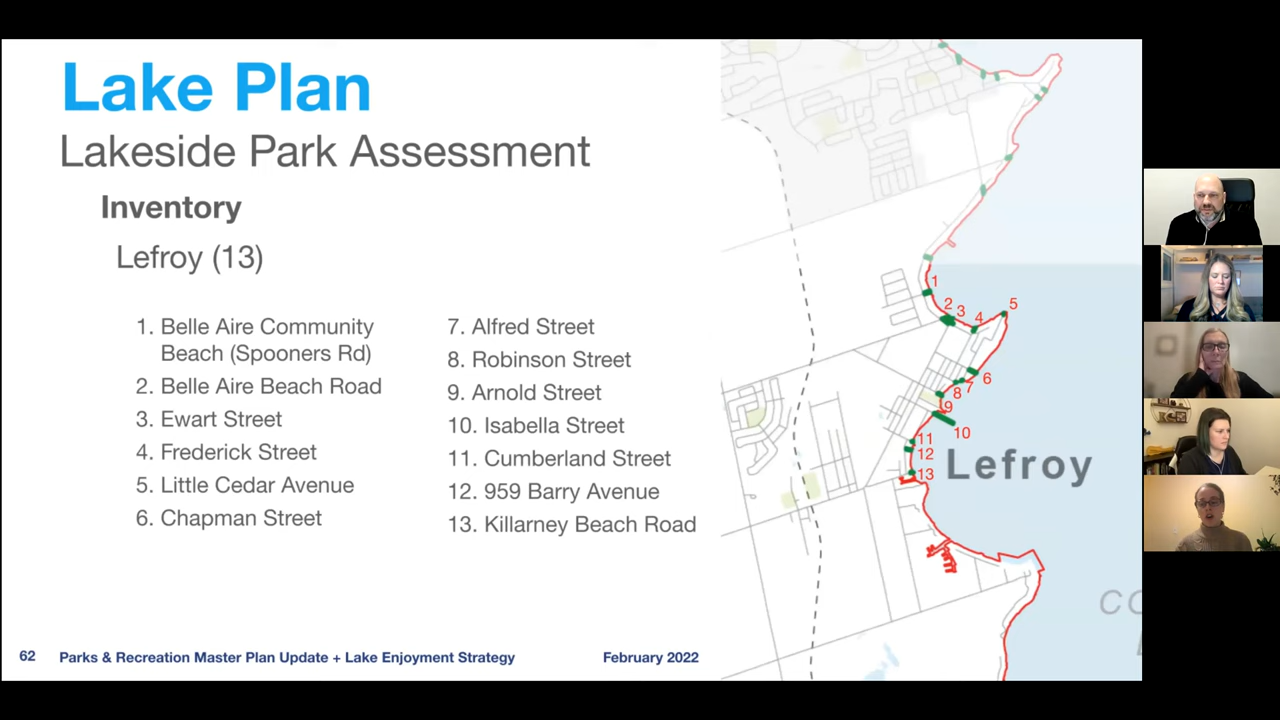 Lake Plan
Lakeside Park Assessment
Inventory
Lefroy (13)
1. Belle Aire Community
Beach (Spooners Rd)
2. Belle Aire Beach Road
3. Ewart Street
4. Frederick Street
5. Little Cedar Avenue
6. Chapman Street
7. Alfred Street
8. Robinson Street
9. Arnold Street
10. Isabella Street
11. Cumberland Street
12. 959 Barry Avenue
13. Killarney Beach Road
1
2
3
4
5
6
7
8
9
10
11
12
13
Lefroy
62
Parks & Recreation Master Plan Update + Lake Enjoyment Strategy
February 2022